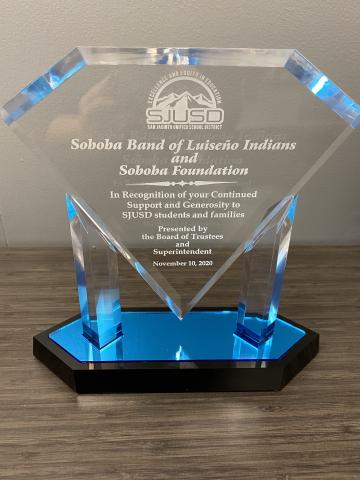 EXCELLENCE AND EQUITY IN EDUCATION
SJUSD
SAN JACINTO UNIFIED SCHOOL DISTRICT
Soboba Band of Luiseño Indians
and
Soboba Foundation
In Recognition of your Continued
Support and Generosity to
SJUSD students and families
Presented by
the Board of Trustees
and
Superintendent
November 10, 2020